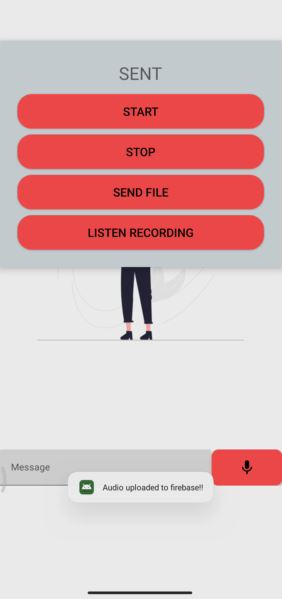 SENT
START
STOP
SEND FILE
LISTEN RECORDING
Message
Audio uploaded to firebase!!